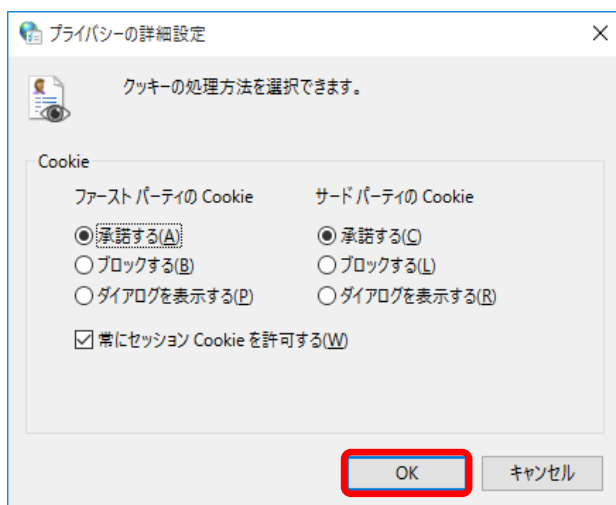 プライバシーの詳細設定
クッキーの処理方法を選択できます。
Cookie
ファースト パーティの Cookie サード パーティの Cookie
承諾する(A) 承諾する(C)
ブロックする(B) ブロックする(L)
ダイアログを表示する(P) ダイアログを表示する(R)
常にセッション Cookie を許可する(W)
OK キャンセル